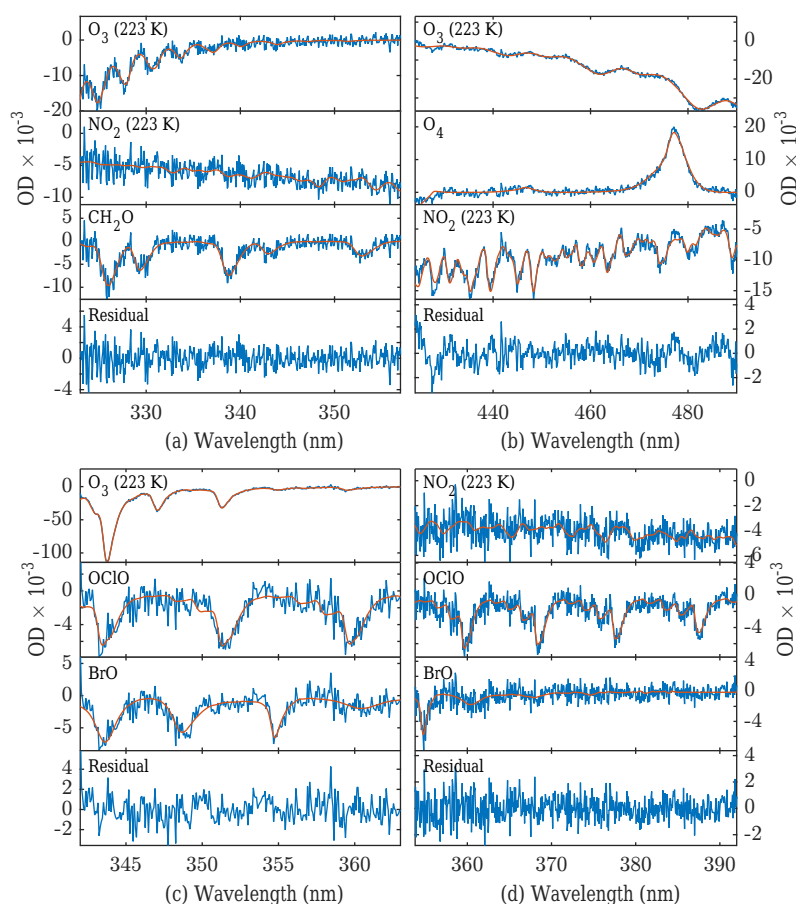 O₃ (223 K)
0
-10
-20
NO₂ (223 K)
0
-5
-10
CH₂O
5
0
-5
-10
Residual
4
0
-4
330
340
350
OD × 10⁻³
(a) Wavelength (nm)
O₃ (223 K)
0
-20
O₄
20
10
0
NO₂ (223 K)
-5
-10
-15
Residual
4
2
0
-2
440
460
480
OD × 10⁻³
(b) Wavelength (nm)
O₃ (223 K)
0
-50
-100
OClO
0
-4
BrO
5
0
-5
Residual
4
2
0
-2
345
350
355
360
OD × 10⁻³
(c) Wavelength (nm)
NO₂ (223 K)
0
-2
-4
-6
OClO
4
0
-4
BrO
4
0
-4
Residual
4
2
0
-2
360
370
380
390
OD × 10⁻³
(d) Wavelength (nm)